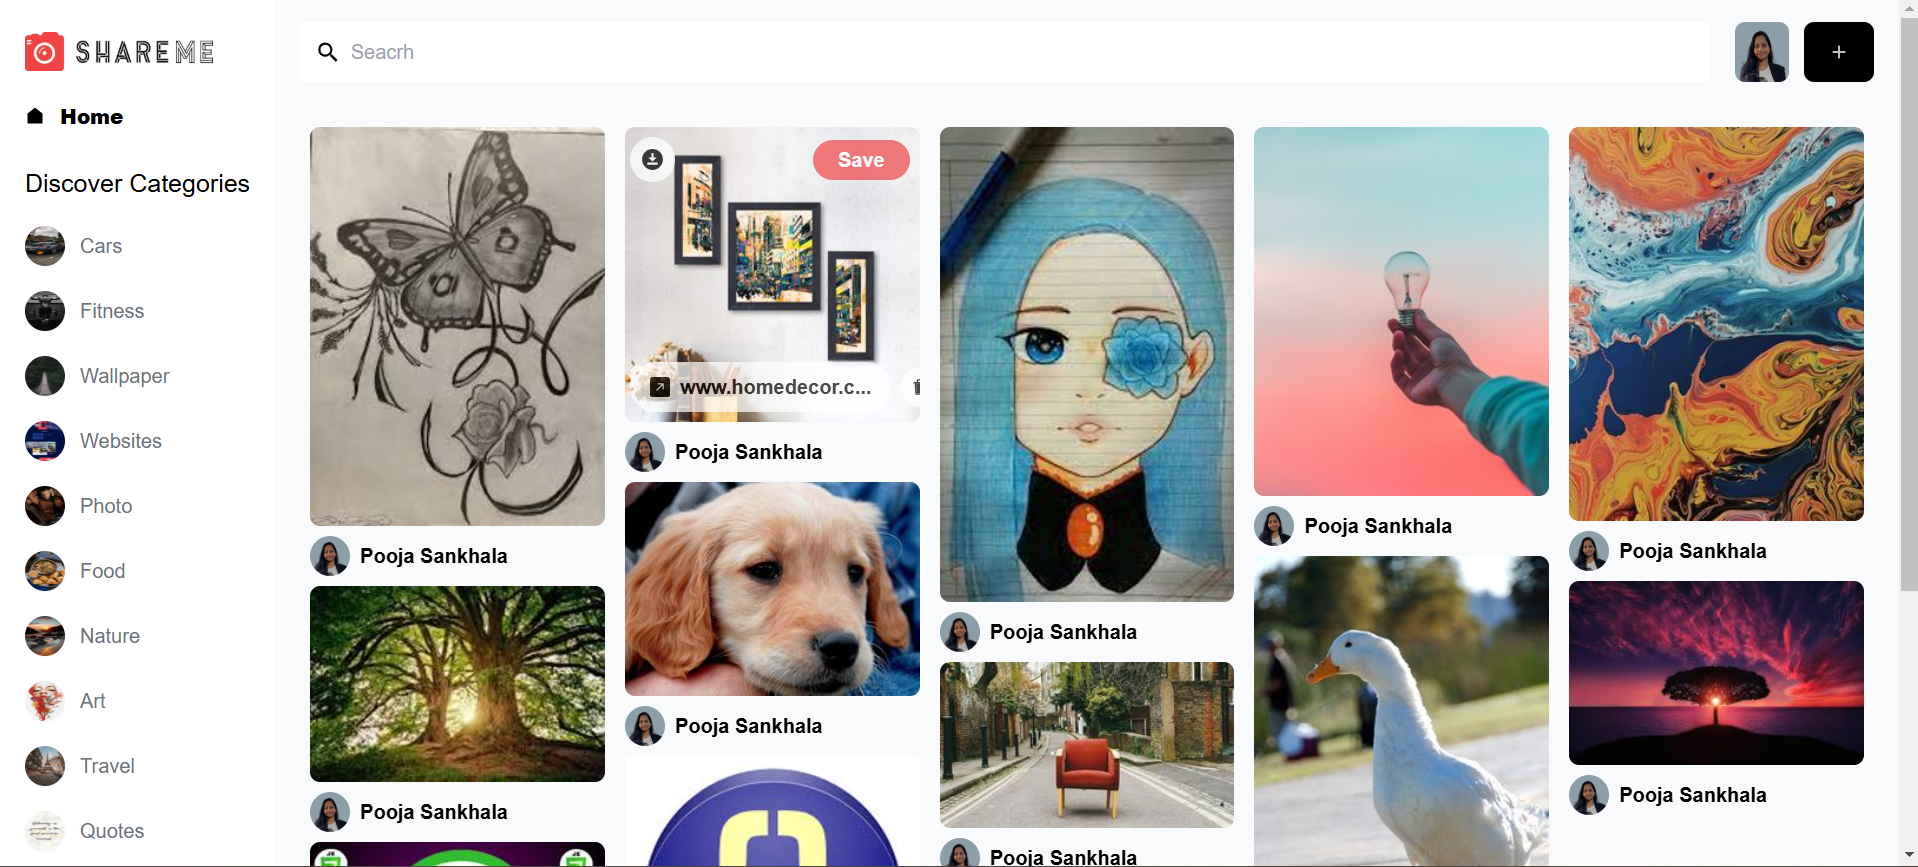 SHAREME
Seacrh
+
Home
Discover Categories
Cars
Fitness
Wallpaper
Websites
Photo
Food
Nature
Art
Travel
Quotes
Pooja Sankhala
Pooja Sankhala
Save
www.homedecor.c...
Pooja Sankhala
Pooja Sankhala
Pooja Sankhala
Pooja Sankhala
Pooja Sankhala
Pooja Sankhala
Pooja Sankhala